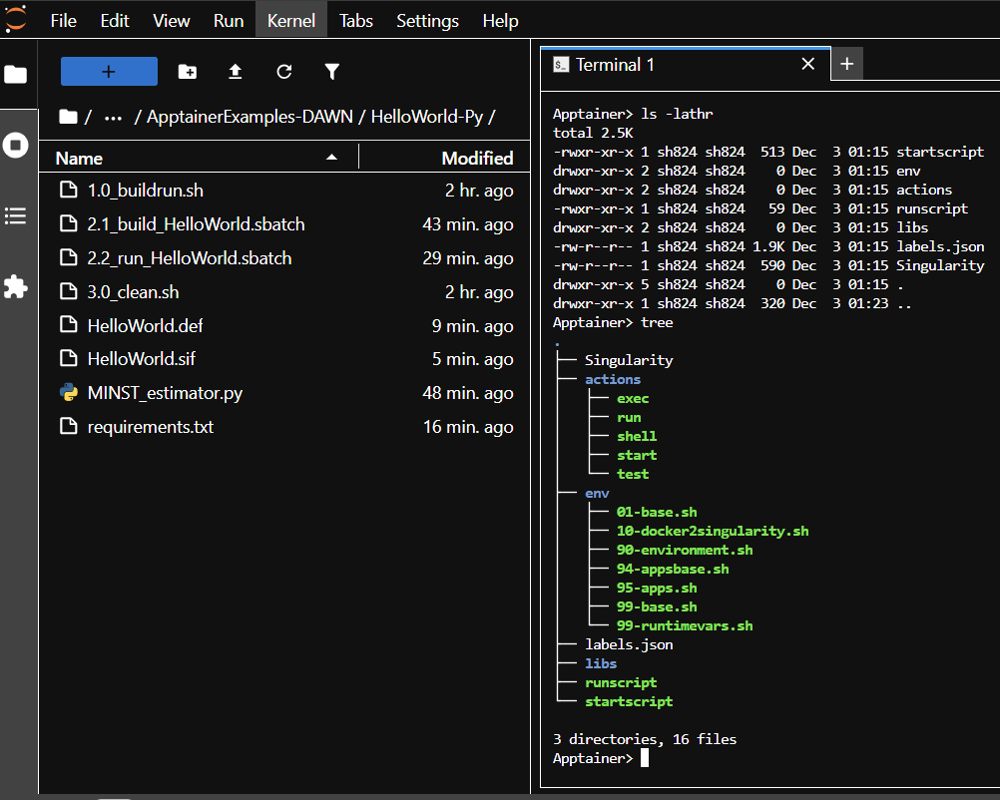 File Edit View Run Kernel Tabs Settings Help
+
/ ... / ApptainerExamples-DAWN / HelloWorld-Py /
Name Modified
1.0_buildrun.sh 2 hr. ago
2.1_build_HelloWorld.sbatch 43 min. ago
2.2_run_HelloWorld.sbatch 29 min. ago
3.0_clean.sh 2 hr. ago
HelloWorld.def 9 min. ago
HelloWorld.sif 5 min. ago
MINST_estimator.py 48 min. ago
requirements.txt 16 min. ago
$_ Terminal 1 × +
Apptainer> ls -lathr
total 2.5K
-rwxr-xr-x 1 sh824 sh824  513 Dec  3 01:15 startscript
drwxr-xr-x 2 sh824 sh824    0 Dec  3 01:15 env
drwxr-xr-x 2 sh824 sh824    0 Dec  3 01:15 actions
-rwxr-xr-x 1 sh824 sh824   59 Dec  3 01:15 runscript
drwxr-xr-x 2 sh824 sh824    0 Dec  3 01:15 libs
-rw-r--r-- 1 sh824 sh824 1.9K Dec  3 01:15 labels.json
-rw-r--r-- 1 sh824 sh824  590 Dec  3 01:15 Singularity
drwxr-xr-x 5 sh824 sh824    0 Dec  3 01:15 .
drwxr-xr-x 1 sh824 sh824  320 Dec  3 01:23 ..
Apptainer> tree
.
├── Singularity
├── actions
│   ├── exec
│   ├── run
│   ├── shell
│   ├── start
│   └── test
├── env
│   ├── 01-base.sh
│   ├── 10-docker2singularity.sh
│   ├── 90-environment.sh
│   ├── 94-appsbase.sh
│   ├── 95-apps.sh
│   ├── 99-base.sh
│   └── 99-runtimevars.sh
├── labels.json
├── libs
├── runscript
└── startscript
3 directories, 16 files
Apptainer>